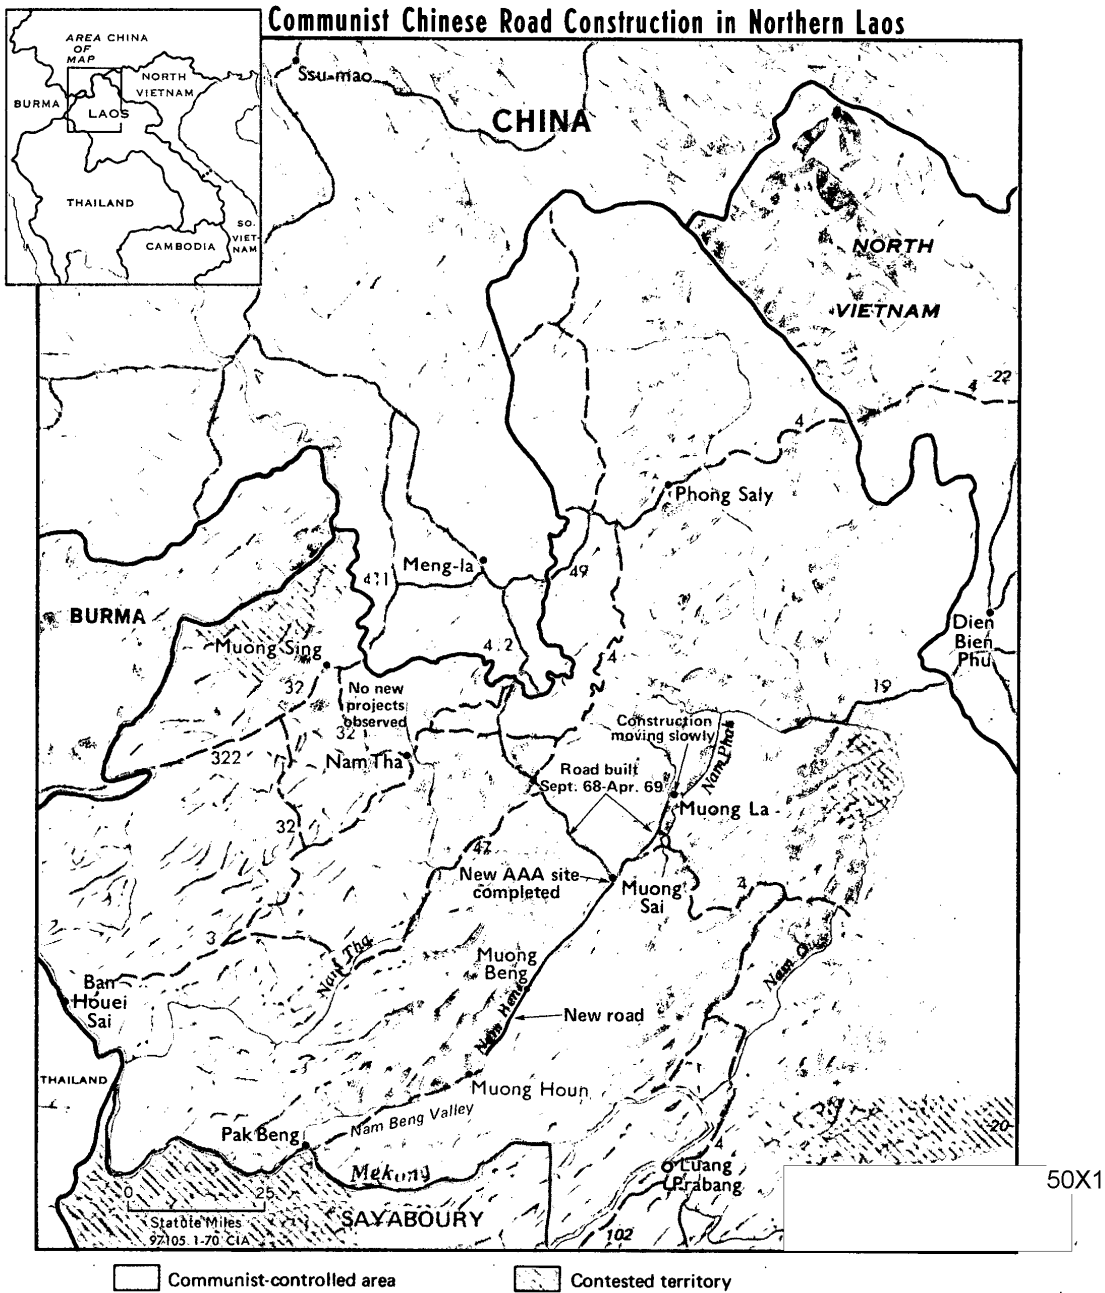 Communist Chinese Road Construction in Northern Laos
AREA OF MAP
CHINA
NORTH VIETNAM
BURMA
LAOS
THAILAND
CAMBODIA
SO. VIET-NAM
Ssu-mao
CHINA
NORTH
VIETNAM
22
4
4
Phong Saly
Meng-la
49
BURMA
Dien
Bien
Phu
Muong Sing
4.2
4
32
No new
projects
observed
19
Construction
moving slowly
Nam Phak
32
322
Nam Tha
Road built
Sept. 68-Apr. 69
Muong La
32
47
New AAA site
completed
Muong
Sai
4
3
Nam Tha
Muong
Beng
Nam Ou
Ban
Houei
Sai
New road
THAILAND
Muong Houn
Nam Beng Valley
Pak Beng
20
4
Mekong
Luang
Prabang
50X1
0 25
Statute Miles
97105 1-70 CIA
SAYABOURY
102
Communist-controlled area
Contested territory